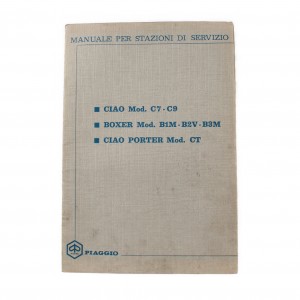 MANUALE PER STAZIONI DI SERVIZIO
CIAO Mod. C7 - C9
BOXER Mod. B1M - B2V - B3M
CIAO PORTER Mod. CT
PIAGGIO